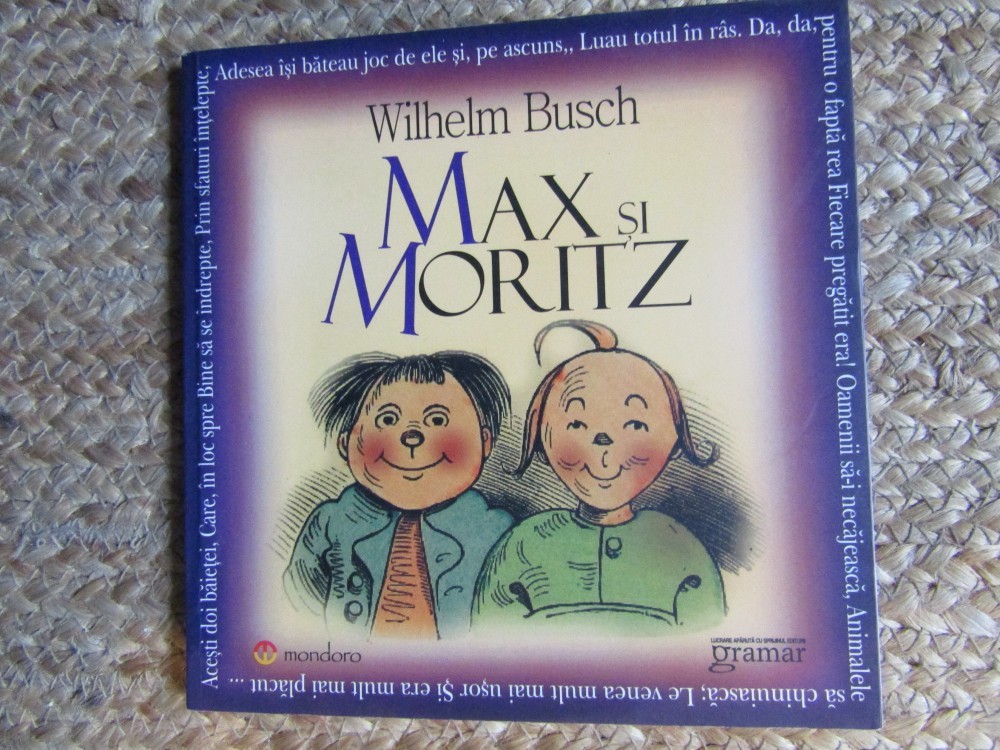 Acești doi băieței, Care, în loc spre Bine să se îndrepte, Prin sfaturi înțelepte,
Adesea își băteau joc de ele și, pe ascuns,, Luau totul în râs. Da, da,
pentru o faptă rea Fiecare pregătit era! Oamenii să-i necăjească, Animalele
să chinuiască; Le venea mult mai ușor Și era mult mai plăcut ...
Wilhelm Busch
MAX ȘI
MORITZ
mondoro
LUCRARE APĂRUTĂ CU SPRIJINUL EDITURII
gramar